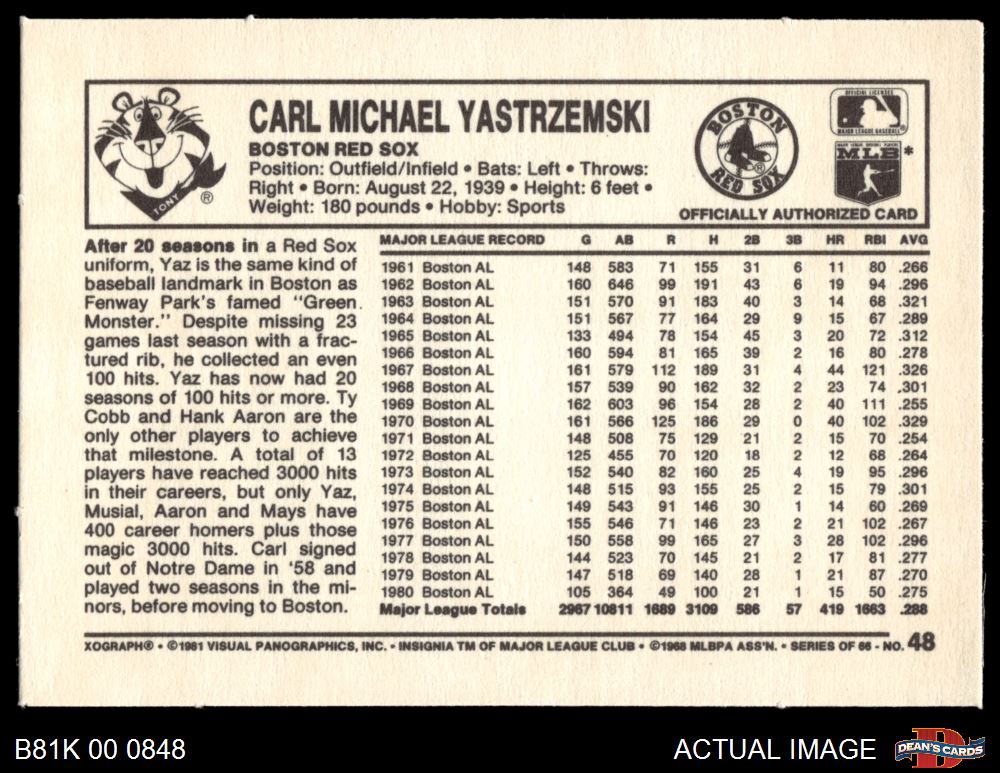 TONY ®
CARL MICHAEL YASTRZEMSKI
BOSTON RED SOX
Position: Outfield/Infield • Bats: Left • Throws:
Right • Born: August 22, 1939 • Height: 6 feet •
Weight: 180 pounds • Hobby: Sports
BOSTON
RED SOX ®
OFFICIAL LICENSEE
MAJOR LEAGUE BASEBALL ®
MLB *
OFFICIALLY AUTHORIZED CARD
After 20 seasons in a Red Sox
uniform, Yaz is the same kind of
baseball landmark in Boston as
Fenway Park's famed "Green
Monster." Despite missing 23
games last season with a frac-
tured rib, he collected an even
100 hits. Yaz has now had 20
seasons of 100 hits or more. Ty
Cobb and Hank Aaron are the
only other players to achieve
that milestone. A total of 13
players have reached 3000 hits
in their careers, but only Yaz,
Musial, Aaron and Mays have
400 career homers plus those
magic 3000 hits. Carl signed
out of Notre Dame in '58 and
played two seasons in the mi-
nors, before moving to Boston.
MAJOR LEAGUE RECORD G AB R H 2B 3B HR RBI AVG
1961 Boston AL 148 583 71 155 31 6 11 80 .266
1962 Boston AL 160 646 99 191 43 6 19 94 .296
1963 Boston AL 151 570 91 183 40 3 14 68 .321
1964 Boston AL 151 567 77 164 29 9 15 67 .289
1965 Boston AL 133 494 78 154 45 3 20 72 .312
1966 Boston AL 160 594 81 165 39 2 16 80 .278
1967 Boston AL 161 579 112 189 31 4 44 121 .326
1968 Boston AL 157 539 90 162 32 2 23 74 .301
1969 Boston AL 162 603 96 154 28 2 40 111 .255
1970 Boston AL 161 566 125 186 29 0 40 102 .329
1971 Boston AL 148 508 75 129 21 2 15 70 .254
1972 Boston AL 125 455 70 120 18 2 12 68 .264
1973 Boston AL 152 540 82 160 25 4 19 95 .296
1974 Boston AL 148 515 93 155 25 2 15 79 .301
1975 Boston AL 149 543 91 146 30 1 14 60 .269
1976 Boston AL 155 546 71 146 23 2 21 102 .267
1977 Boston AL 150 558 99 165 27 3 28 102 .296
1978 Boston AL 144 523 70 145 21 2 17 81 .277
1979 Boston AL 147 518 69 140 28 1 21 87 .270
1980 Boston AL 105 364 49 100 21 1 15 50 .275
Major League Totals 2967 10811 1689 3109 586 57 419 1663 .288
XOGRAPH® • ©1981 VISUAL PANOGRAPHICS, INC. • INSIGNIA TM OF MAJOR LEAGUE CLUB • ©1968 MLBPA ASS'N. • SERIES OF 66 - NO. 48
B81K 00 0848
ACTUAL IMAGE
DEAN'S CARDS